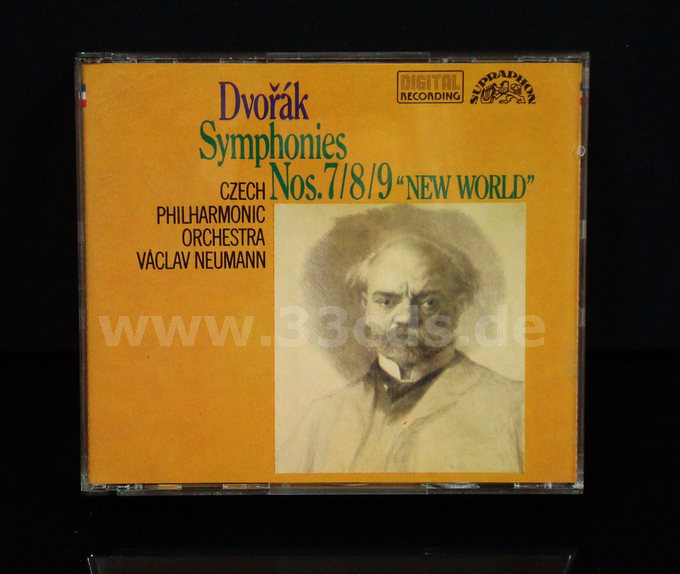 DIGITAL
RECORDING
SUPRAPHON
Dvořák
Symphonies
Nos. 7/8/9 “NEW WORLD”
CZECH
PHILHARMONIC
ORCHESTRA
VÁCLAV NEUMANN
www.33cds.de